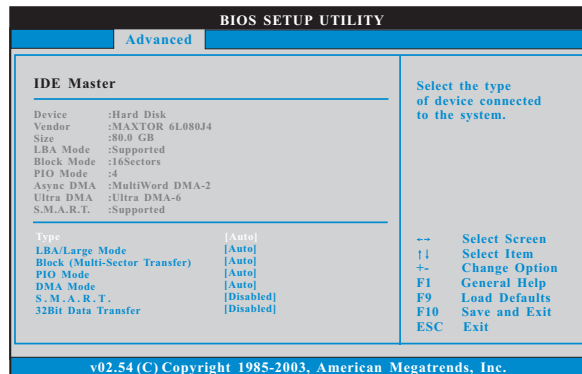 BIOS SETUP UTILITY
Advanced
IDE Master
Device :Hard Disk
Vendor :MAXTOR 6L080J4
Size :80.0 GB
LBA Mode :Supported
Block Mode :16Sectors
PIO Mode :4
Async DMA :MultiWord DMA-2
Ultra DMA :Ultra DMA-6
S.M.A.R.T. :Supported
Type [Auto]
LBA/Large Mode [Auto]
Block (Multi-Sector Transfer) [Auto]
PIO Mode [Auto]
DMA Mode [Auto]
S.M.A.R.T. [Disabled]
32Bit Data Transfer [Disabled]
Select the type
of device connected
to the system.
←→ Select Screen
↑↓ Select Item
+- Change Option
F1 General Help
F9 Load Defaults
F10 Save and Exit
ESC Exit
v02.54 (C) Copyright 1985-2003, American Megatrends, Inc.